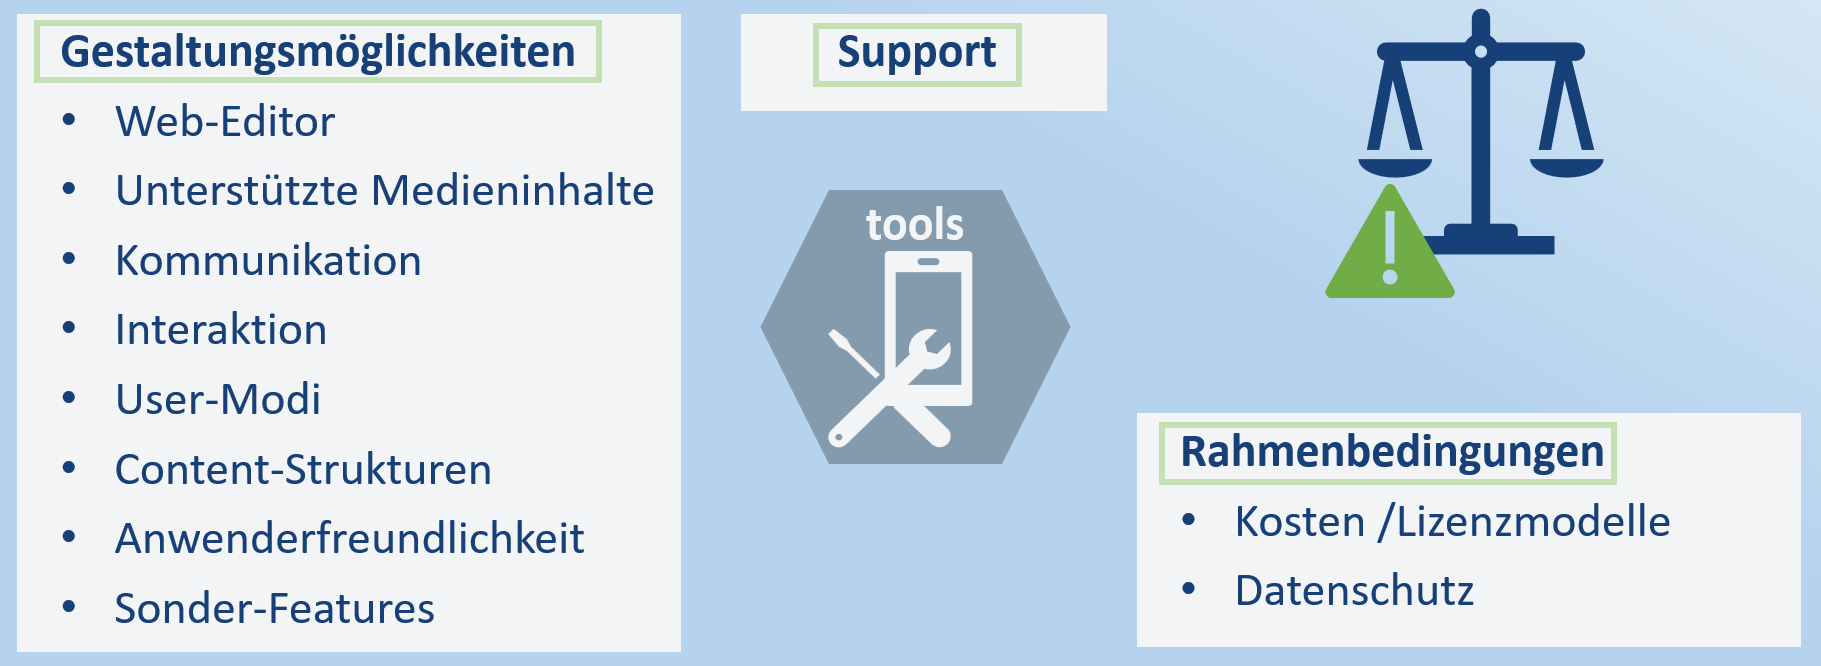 Gestaltungsmöglichkeiten
• Web-Editor
• Unterstützte Medieninhalte
• Kommunikation
• Interaktion
• User-Modi
• Content-Strukturen
• Anwenderfreundlichkeit
• Sonder-Features
Support
tools
Rahmenbedingungen
• Kosten /Lizenzmodelle
• Datenschutz